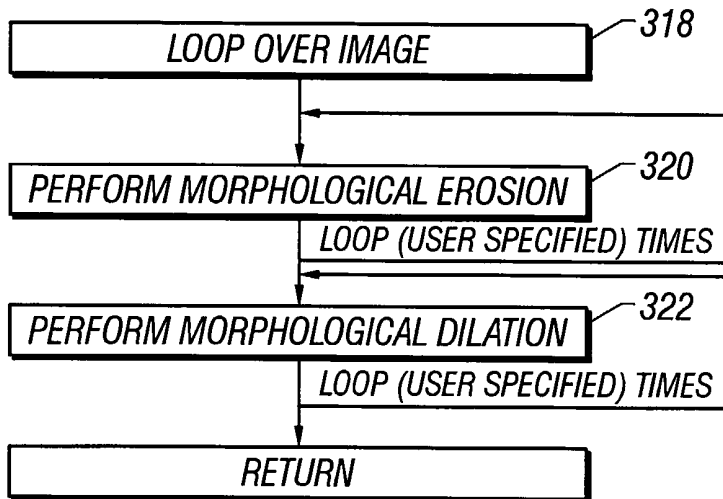 318
LOOP OVER IMAGE
320
PERFORM MORPHOLOGICAL EROSION
LOOP (USER SPECIFIED) TIMES
322
PERFORM MORPHOLOGICAL DILATION
LOOP (USER SPECIFIED) TIMES
RETURN